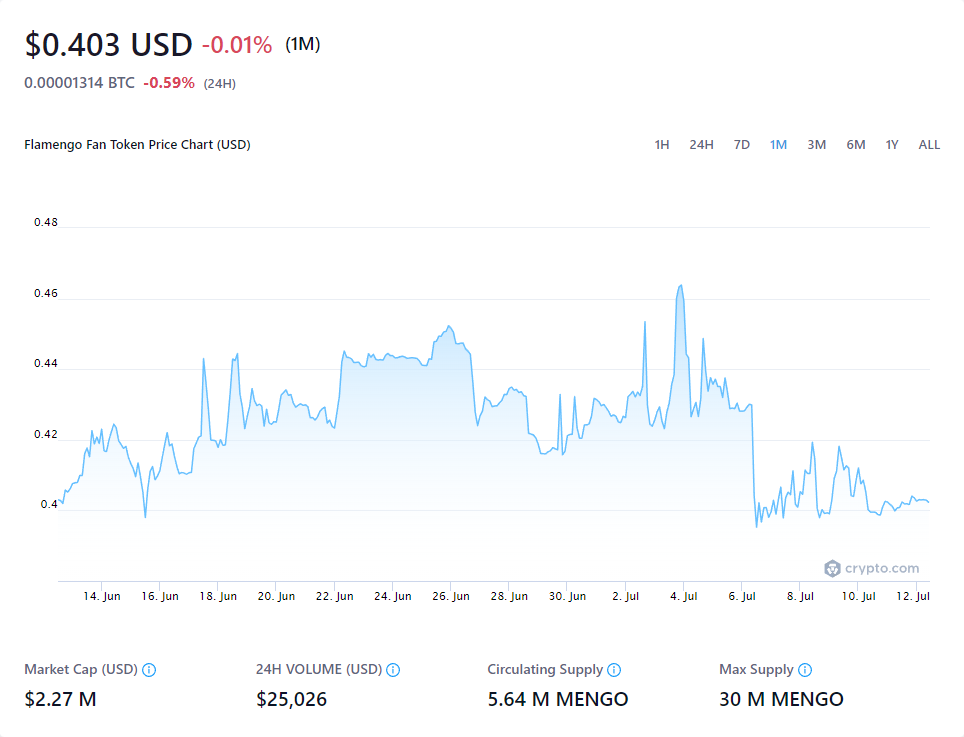 $0.403 USD -0.01% (1M)
0.00001314 BTC -0.59% (24H)
Flamengo Fan Token Price Chart (USD) 1H 24H 7D 1M 3M 6M 1Y ALL
0.48
0.46
0.44
0.42
0.4
crypto.com
14. Jun 16. Jun 18. Jun 20. Jun 22. Jun 24. Jun 26. Jun 28. Jun 30. Jun 2. Jul 4. Jul 6. Jul 8. Jul 10. Jul 12. Jul
Market Cap (USD) 24H VOLUME (USD) Circulating Supply Max Supply
$2.27 M $25,026 5.64 M MENGO 30 M MENGO